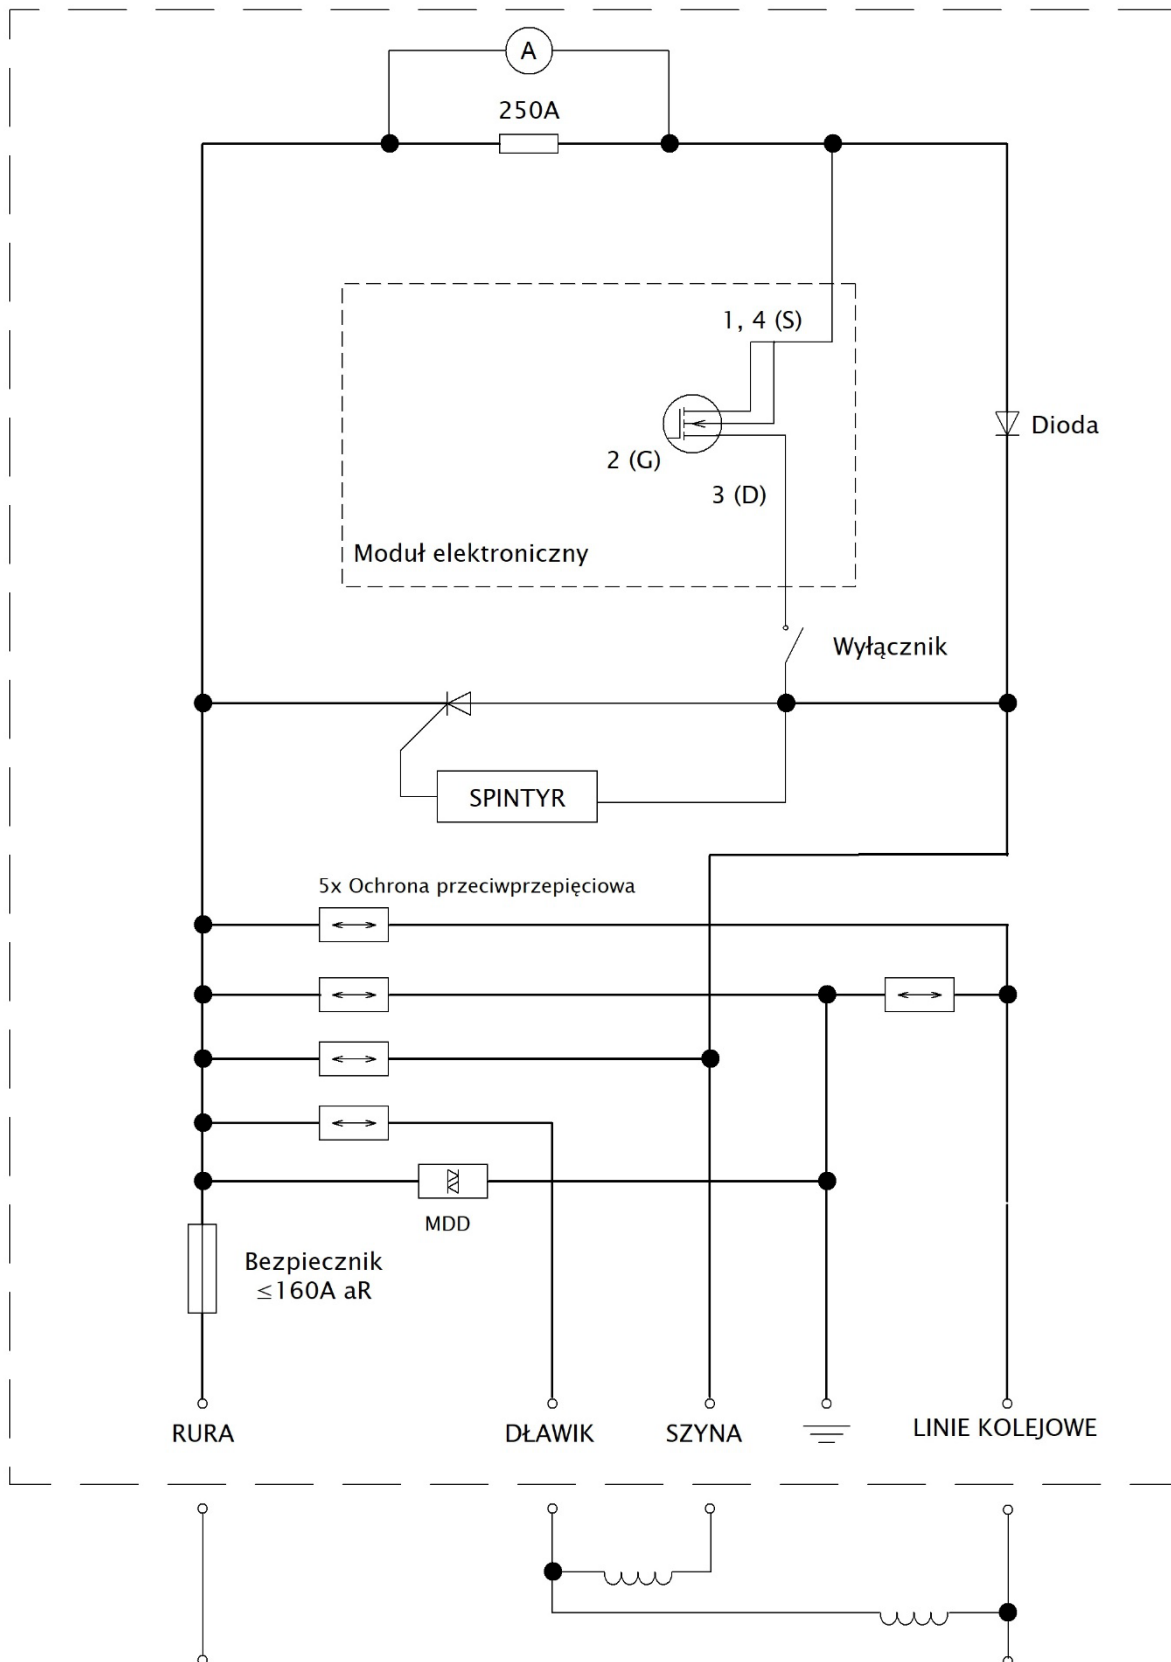 A
250A
1, 4 (S)
Dioda
2 (G)
3 (D)
Moduł elektroniczny
Wyłącznik
SPINTYR
5x Ochrona przeciwprzepięciowa
MDD
Bezpiecznik
≤160A aR
RURA
DŁAWIK
SZYNA
LINIE KOLEJOWE